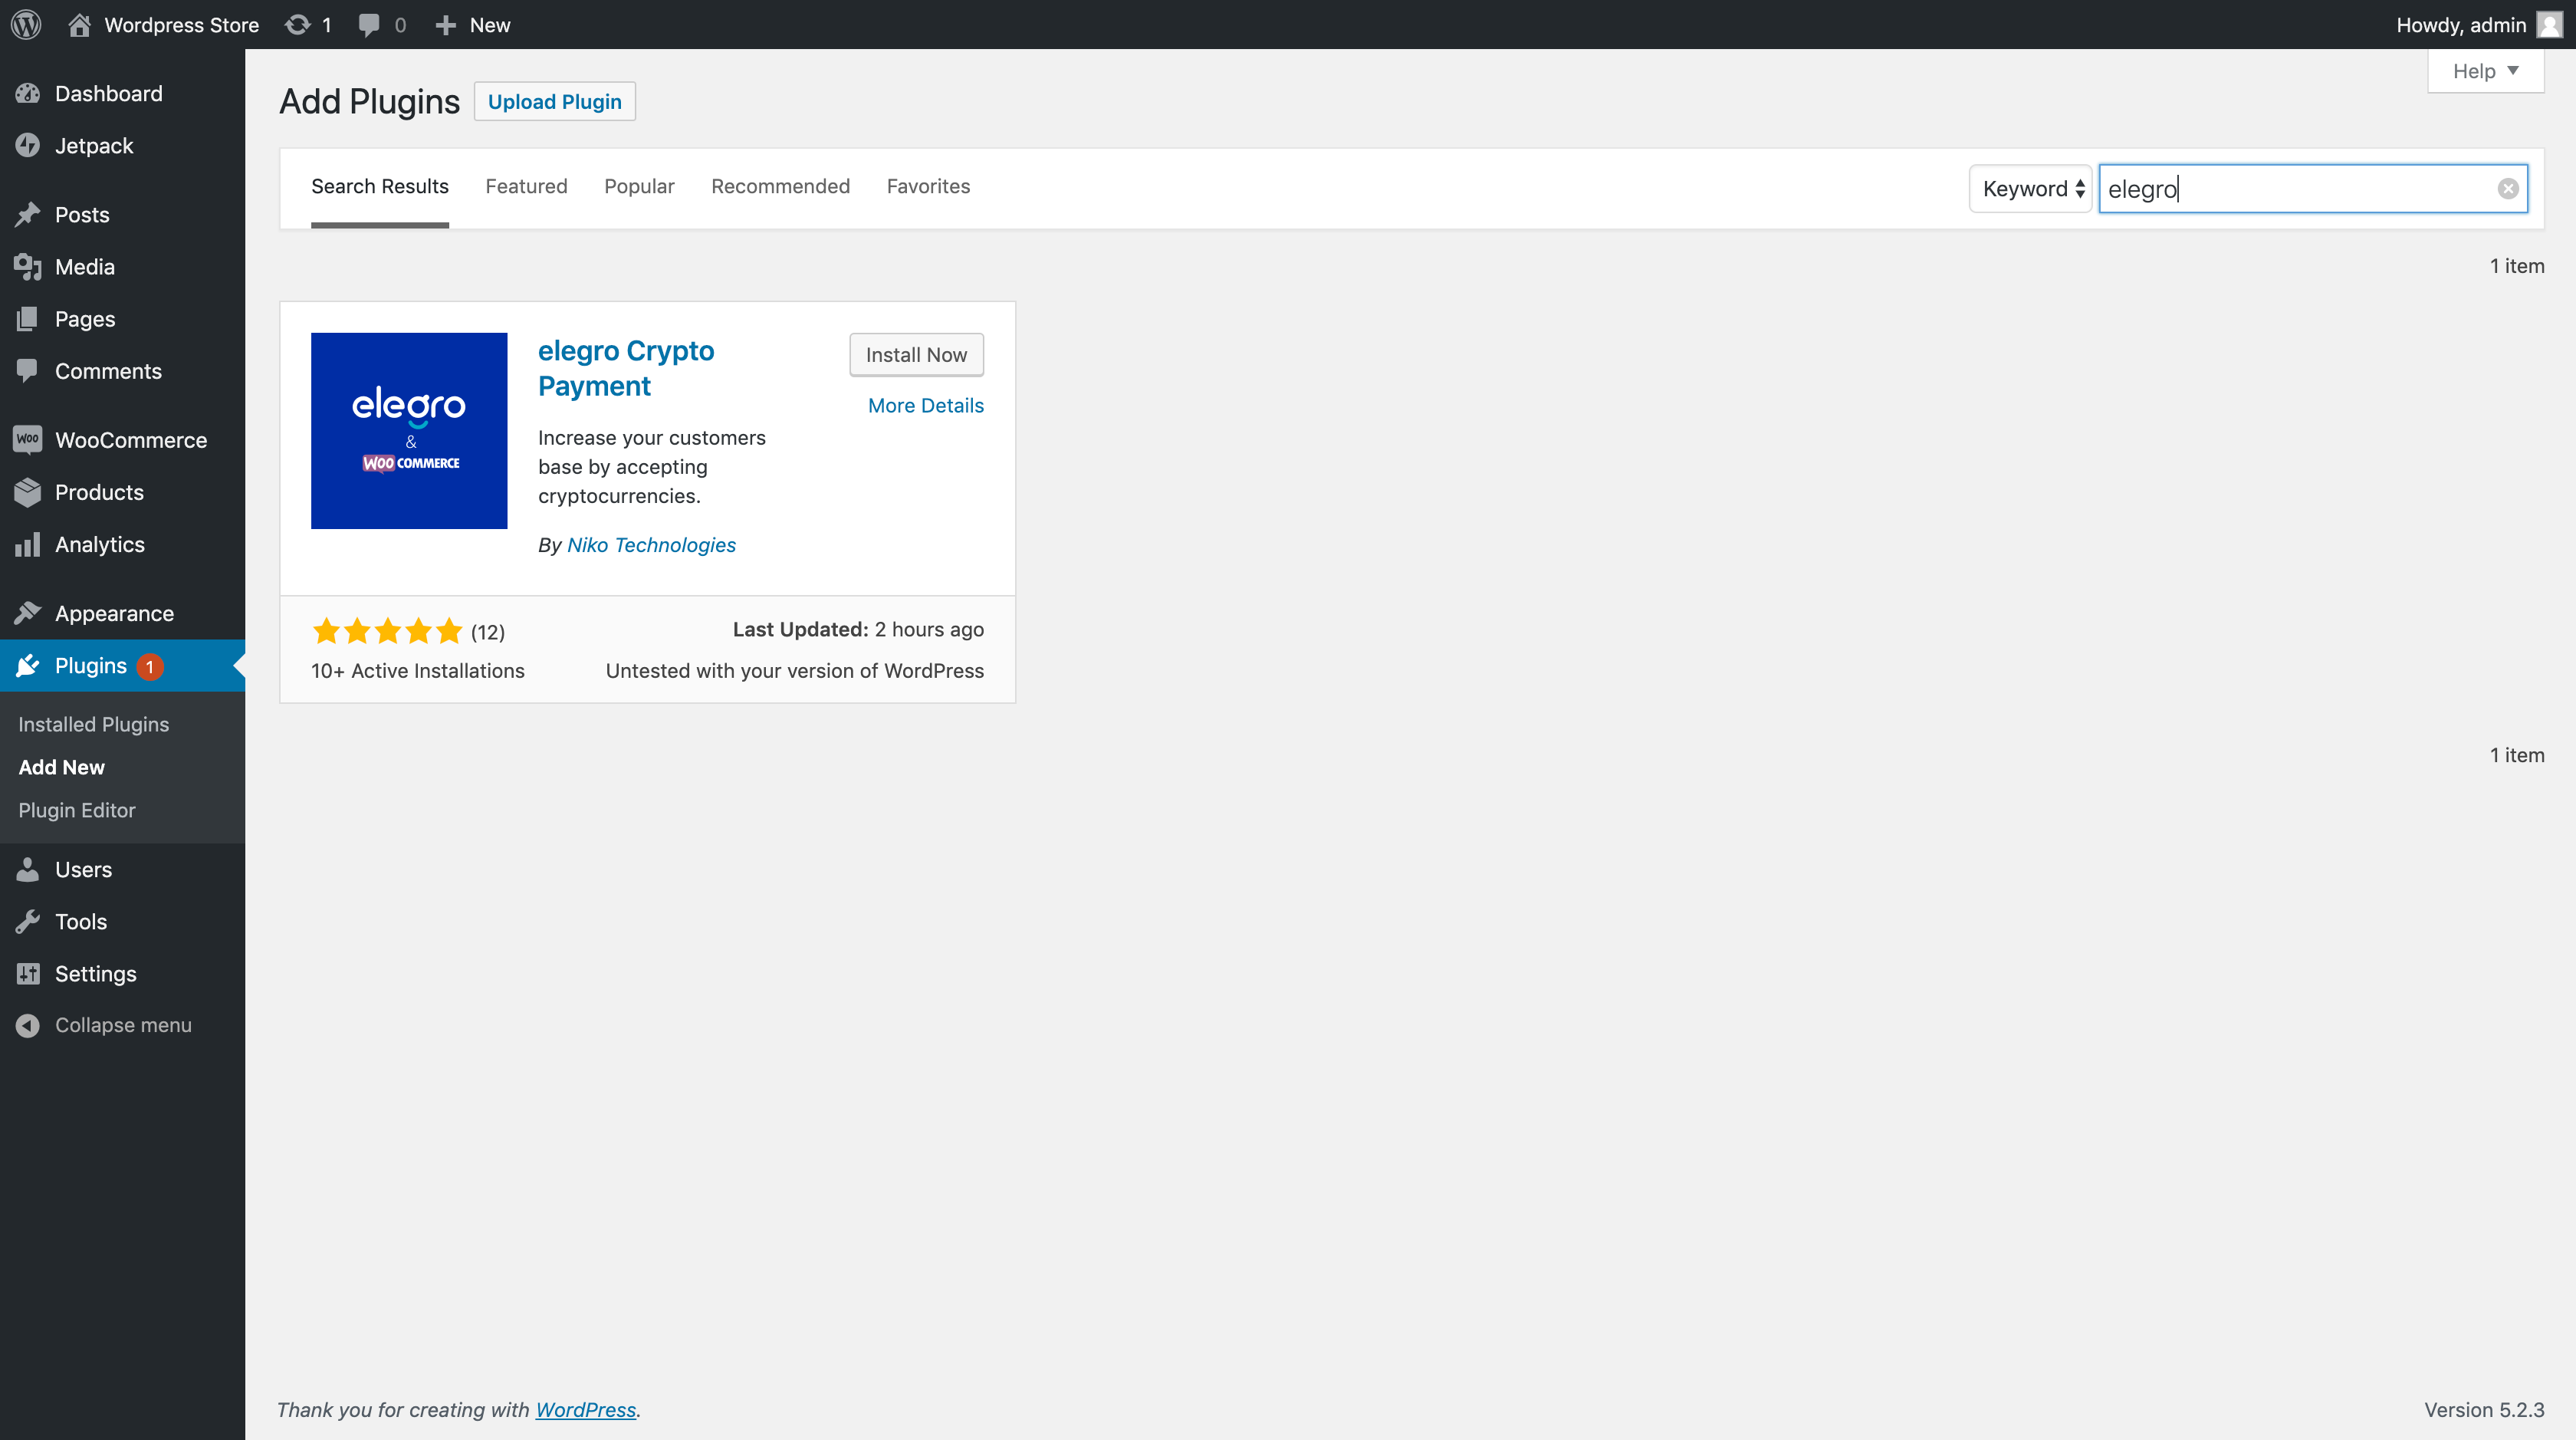 Wordpress Store 1 0 New Howdy, admin
Help
Dashboard
Jetpack
Posts
Media
Pages
Comments
Woo WooCommerce
Products
Analytics
Appearance
Plugins 1
Installed Plugins
Add New
Plugin Editor
Users
Tools
Settings
Collapse menu
Add Plugins Upload Plugin
Search Results Featured Popular Recommended Favorites Keyword elegro
1 item
elegro
&
WOO COMMERCE
elegro Crypto
Payment
Install Now
More Details
Increase your customers
base by accepting
cryptocurrencies.
By Niko Technologies
(12) Last Updated: 2 hours ago
10+ Active Installations Untested with your version of WordPress
1 item
Thank you for creating with WordPress. Version 5.2.3